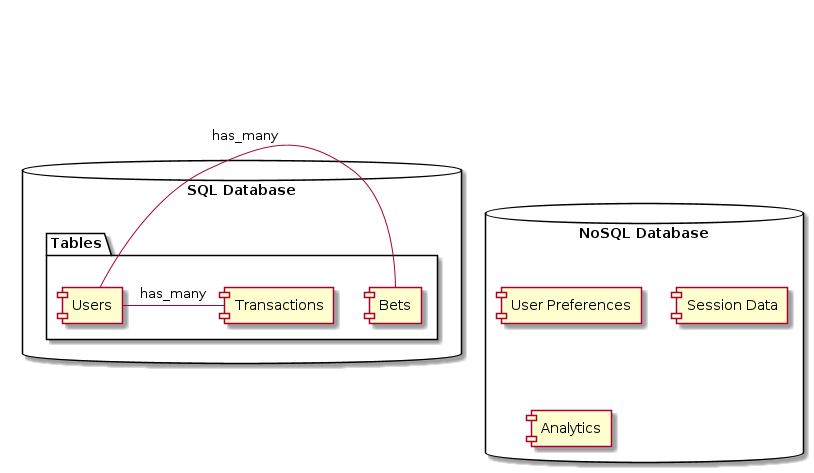 has_many
SQL Database
Tables
Users
has_many
Transactions
Bets
NoSQL Database
User Preferences
Session Data
Analytics